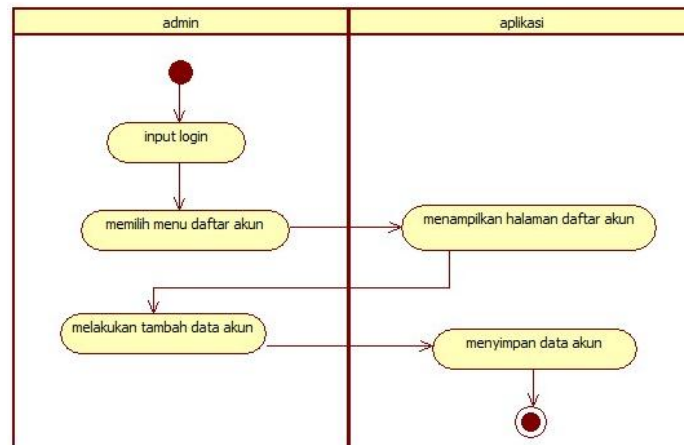 admin
aplikasi
input login
memilih menu daftar akun
menampilkan halaman daftar akun
melakukan tambah data akun
menyimpan data akun